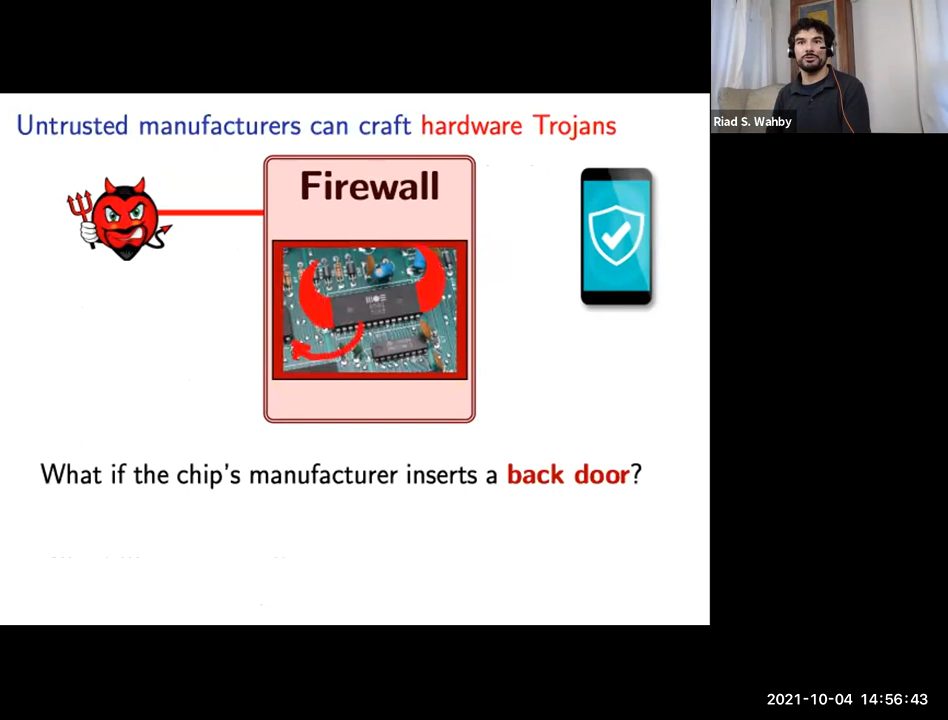 Untrusted manufacturers can craft hardware Trojans
Firewall
What if the chip's manufacturer inserts a back door?
Riad S. Wahby
2021-10-04 14:56:43